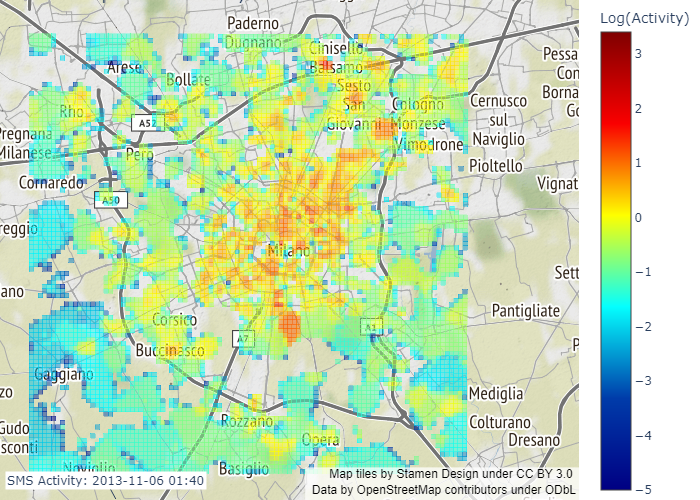 Log(Activity)
3
2
1
0
−1
−2
−3
−4
−5
Paderno
Dugnano
Cinisello
Balsamo
Arese
Bollate
Sesto
San
Giovanni
Cologno
Monzese
Pessa
Con
Borna
Go
Cernusco
sul
Naviglio
Rho
A52
Pregnana
Milanese
Pero
Vimodrone
Pioltello
Cornaredo
A50
Vignat
reggio
Milano
Sett
ano
Corsico
A7
A1
Pantigliate
Buccinasco
P
Gaggiano
zo
Mediglia
Gudo
sconti
Rozzano
Opera
Colturano
Dresano
Noviglio
Basiglio
SMS Activity: 2013-11-06 01:40
Map tiles by Stamen Design under CC BY 3.0
Data by OpenStreetMap contributors under ODbL